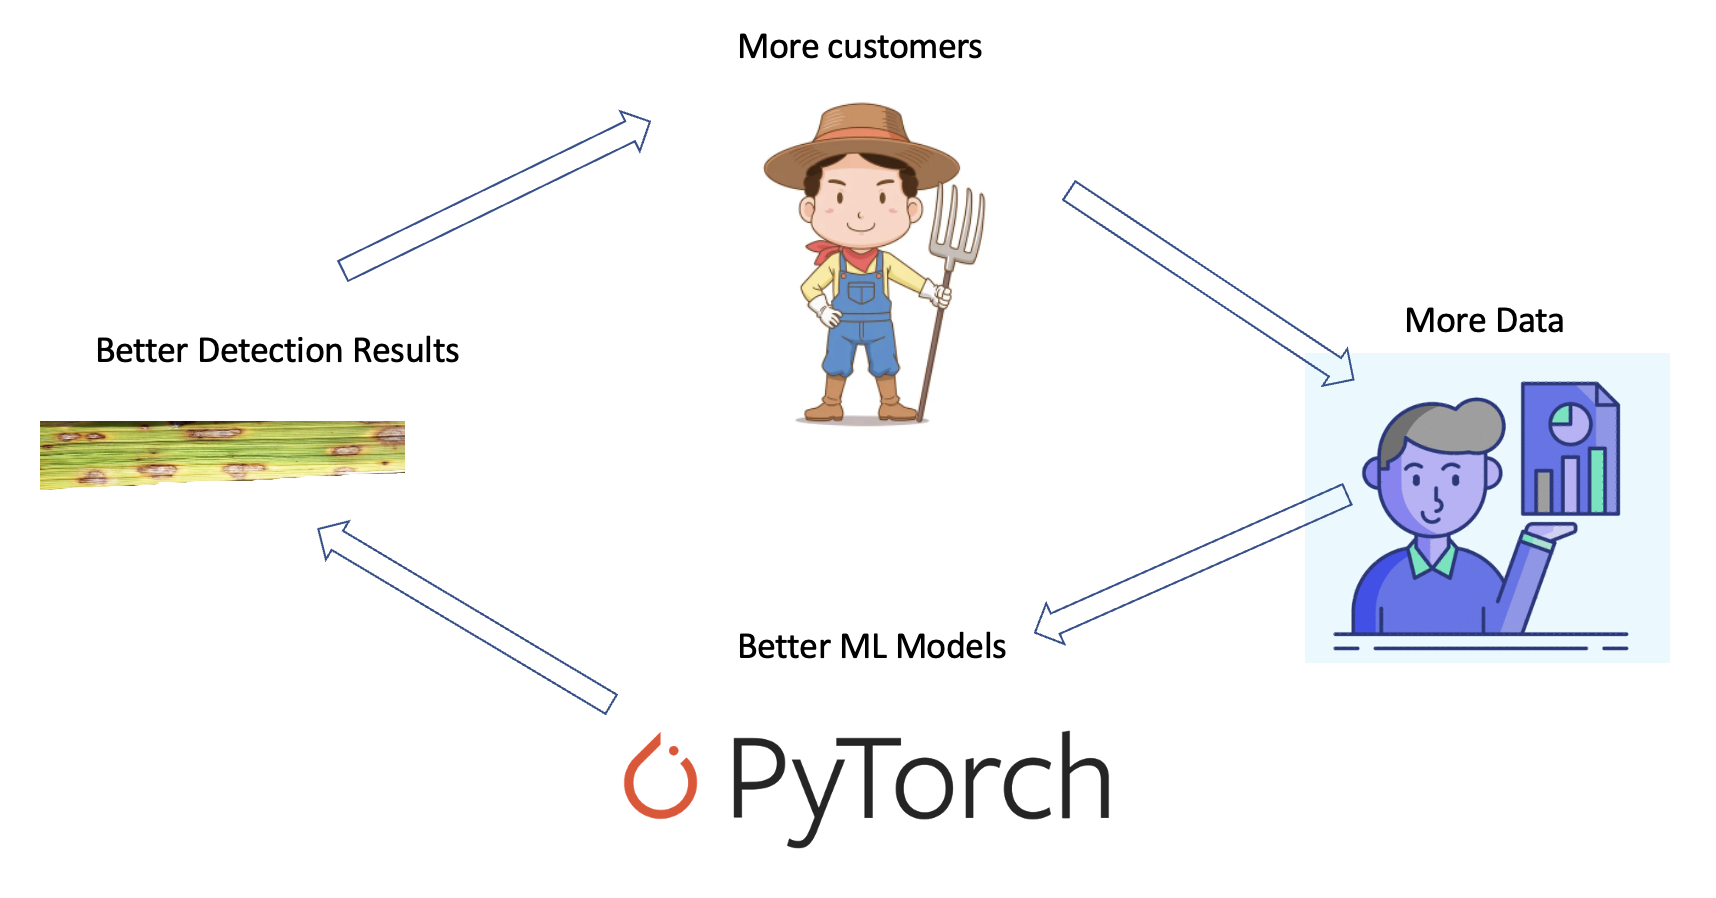 More customers
More Data
Better Detection Results
Better ML Models
PyTorch